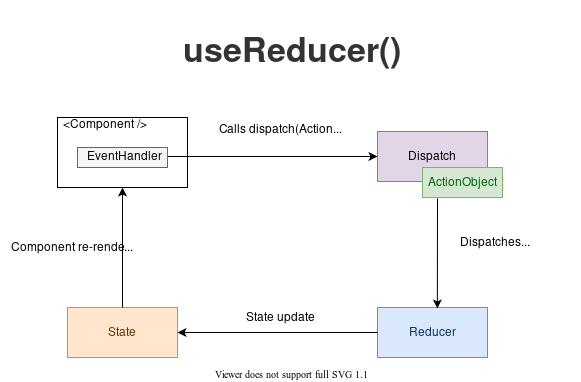 useReducer()
<Component />
EventHandler
Calls dispatch(Action...
Dispatch
ActionObject
Component re-rende...
Dispatches...
State
State update
Reducer
Viewer does not support full SVG 1.1